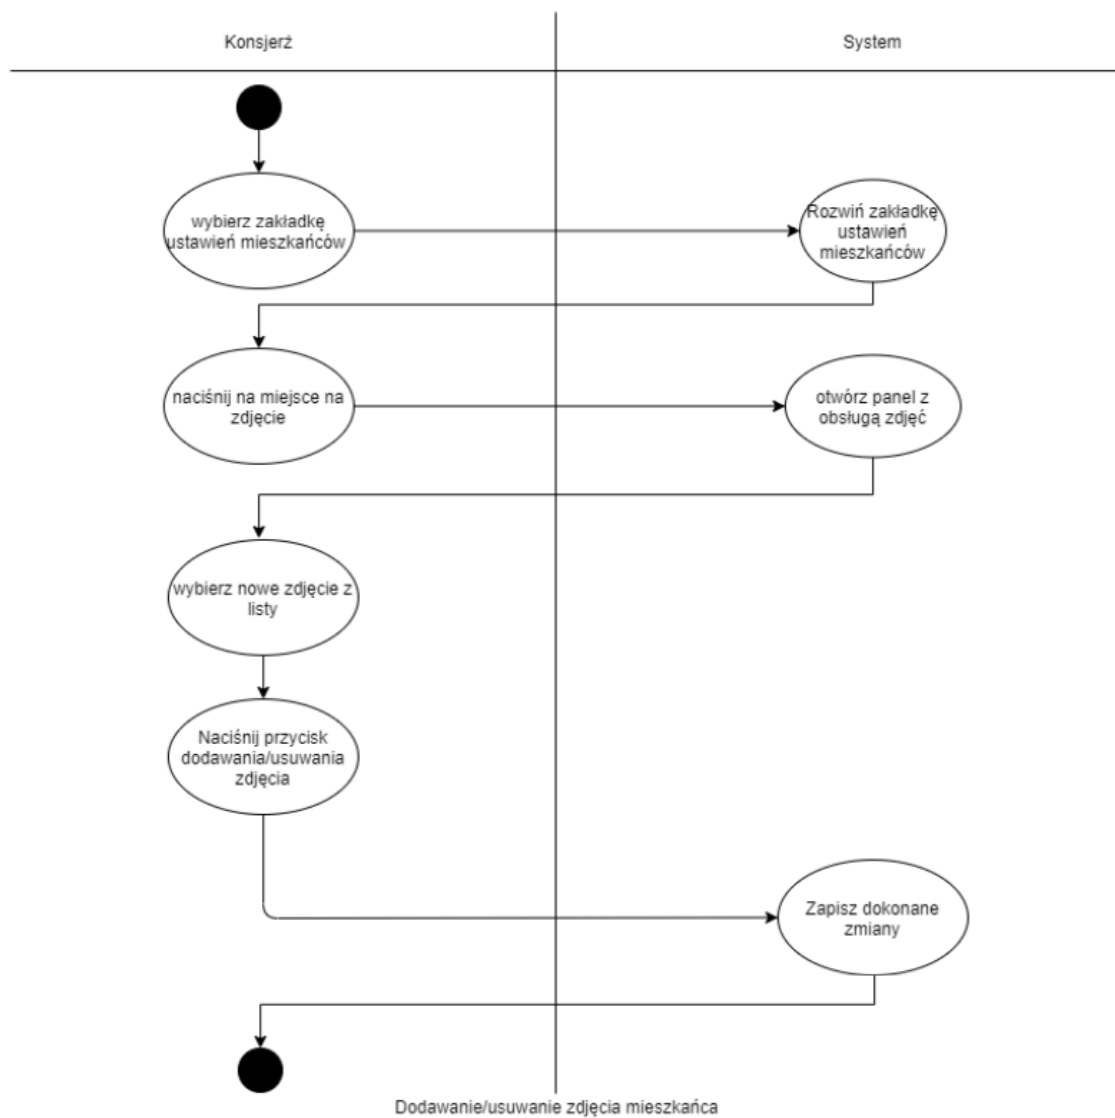 Konsjerż
System
wybierz zakładkę
ustawień mieszkańców
Rozwiń zakładkę
ustawień
mieszkańców
naciśnij na miejsce na
zdjęcie
otwórz panel z
obsługą zdjęć
wybierz nowe zdjęcie z
listy
Naciśnij przycisk
dodawania/usuwania
zdjęcia
Zapisz dokonane
zmiany
Dodawanie/usuwanie zdjęcia mieszkańca